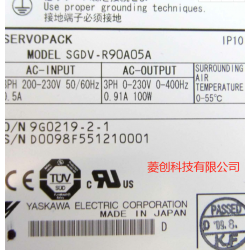 Use proper grounding techniques.
接地端子必须接地
SERVOPACK
IP10
MODEL SGDV-R90A05A
AC-INPUT AC-OUTPUT SURROUNDING AIR TEMPERATURE
3PH 200-230V 50/60Hz 3PH 0-230V 0-400Hz
0.5A 0.91A 100W 0-55°C
O/N 9G0219-2-1
S/N D0098F551210001
菱创科技有限公司
TÜV
C US
YASKAWA ELECTRIC CORPORATION
MADE IN JAPAN
D
PASSED